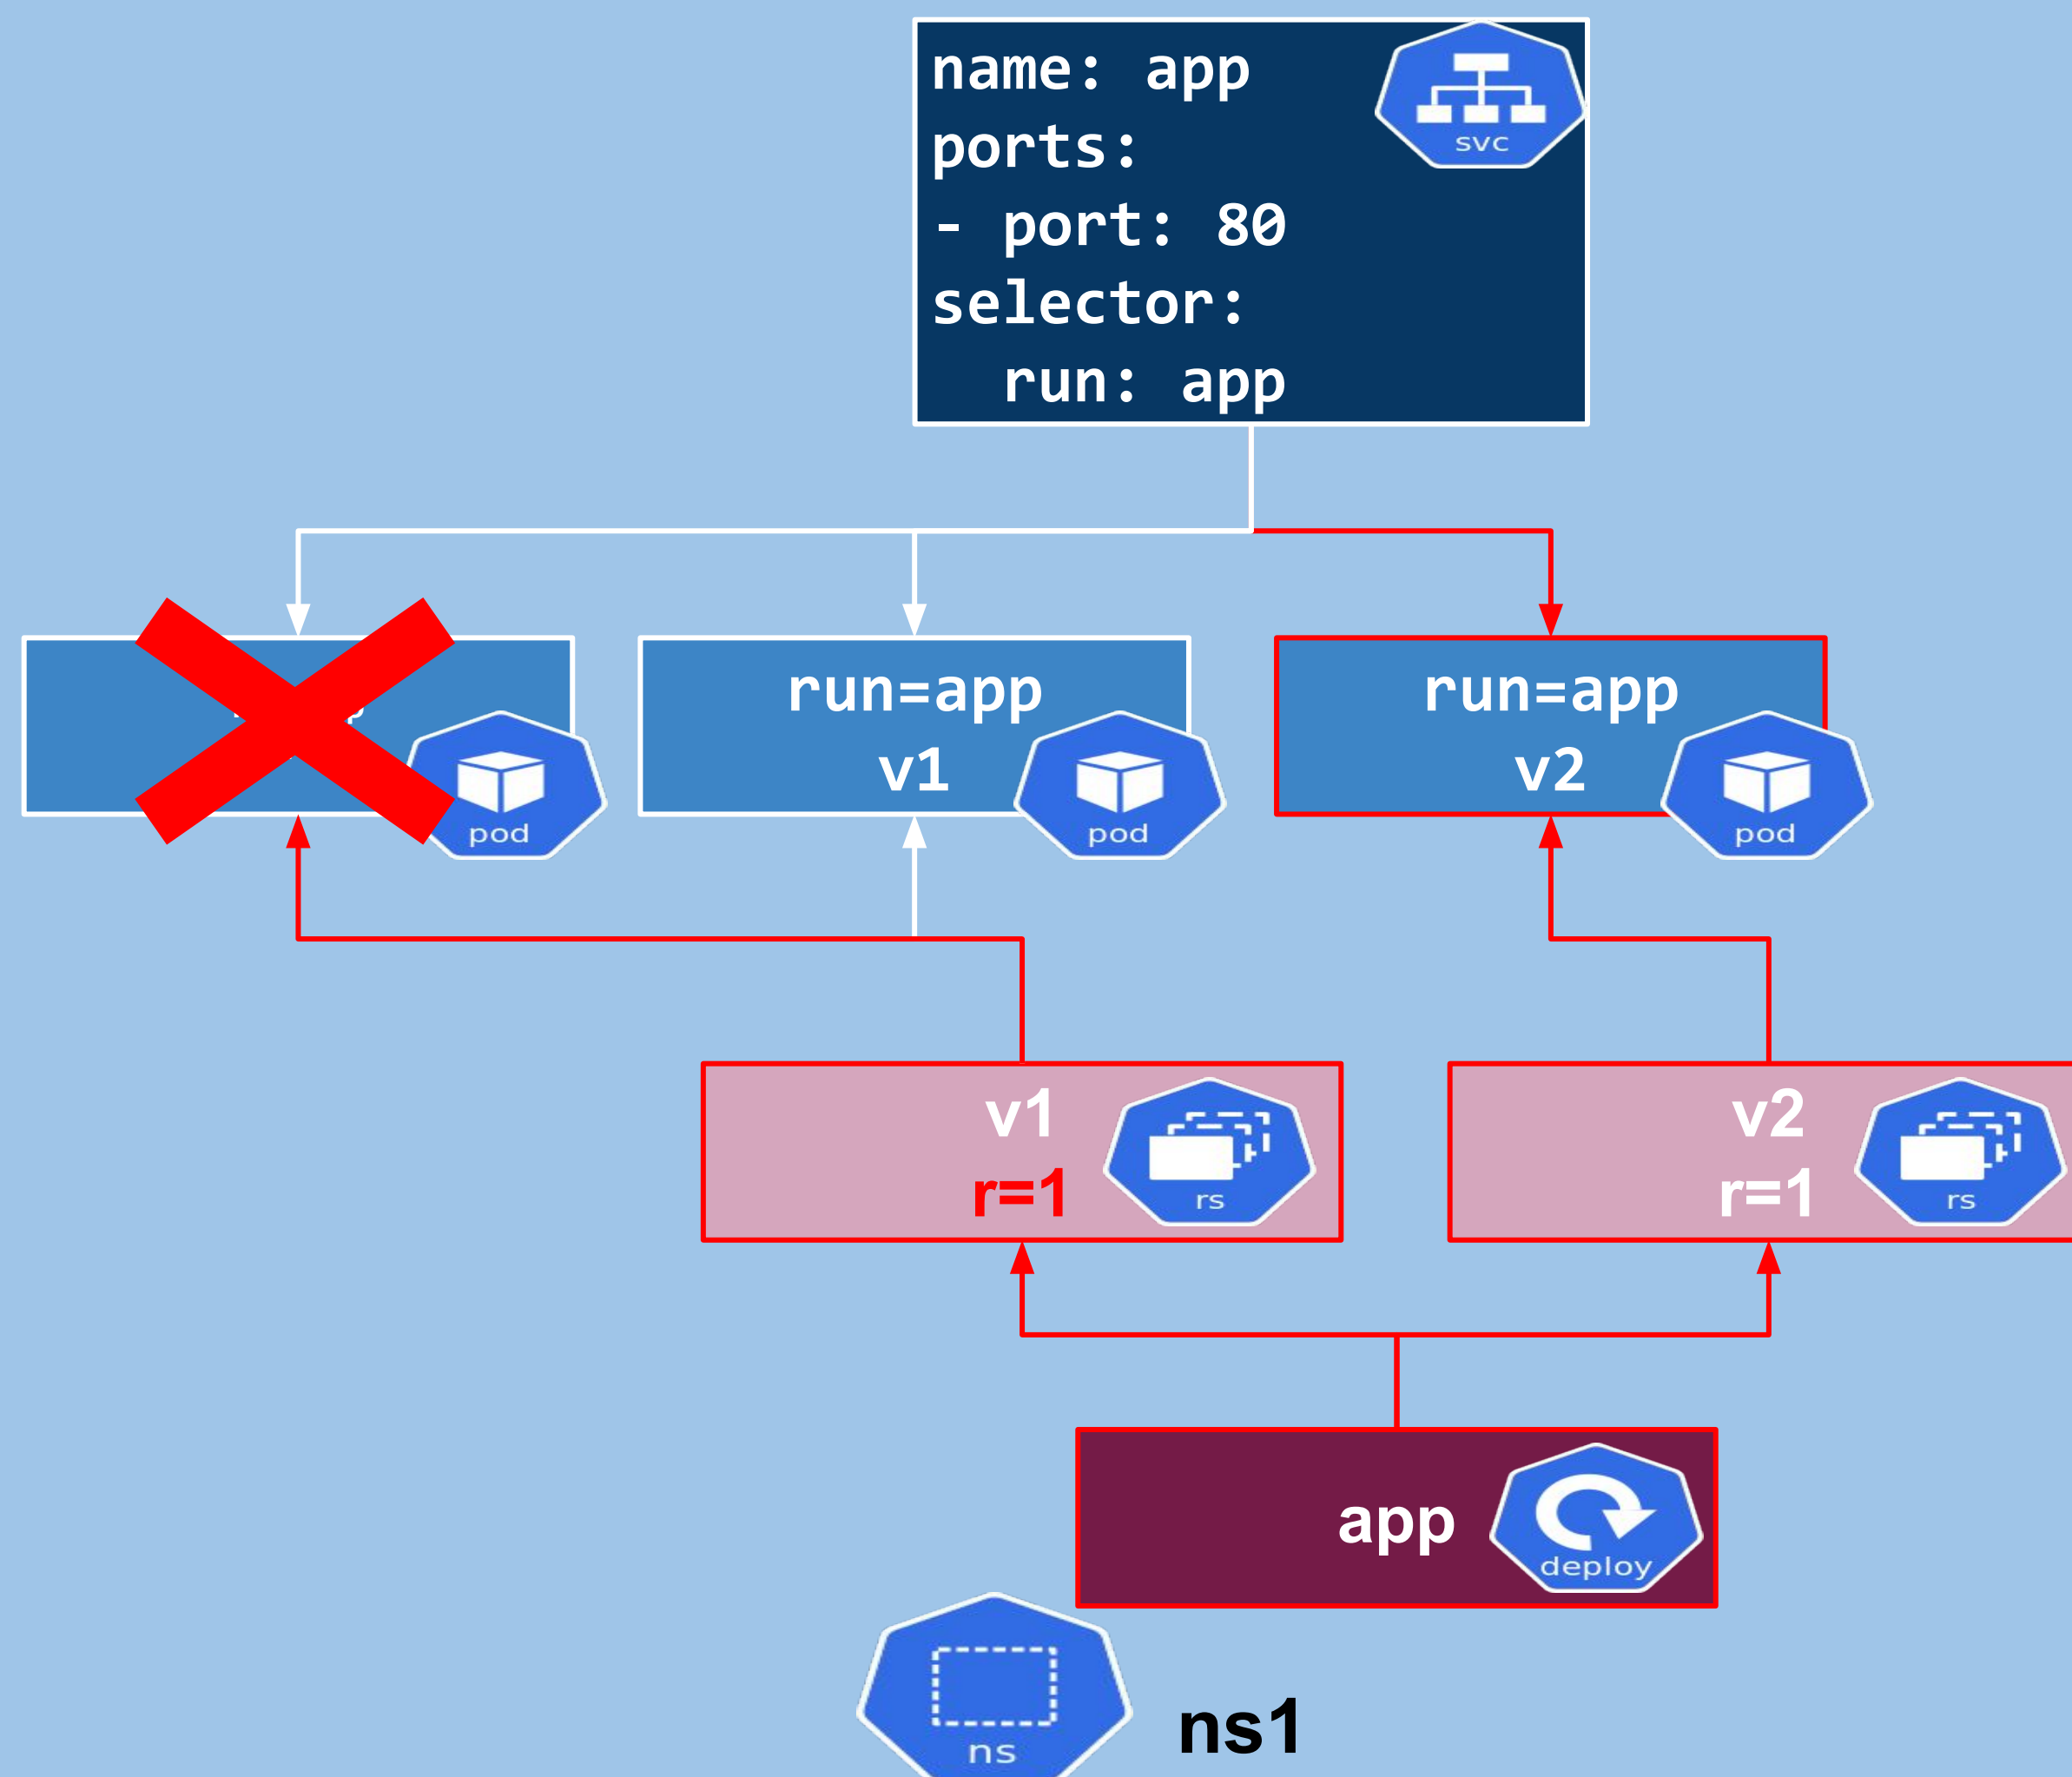 name: app
svc
ports:
- port: 80
selector:
run: app
pod
run=app
v1
pod
run=app
v2
pod
v1
r=1
rs
v2
r=1
rs
app
deploy
ns
ns1